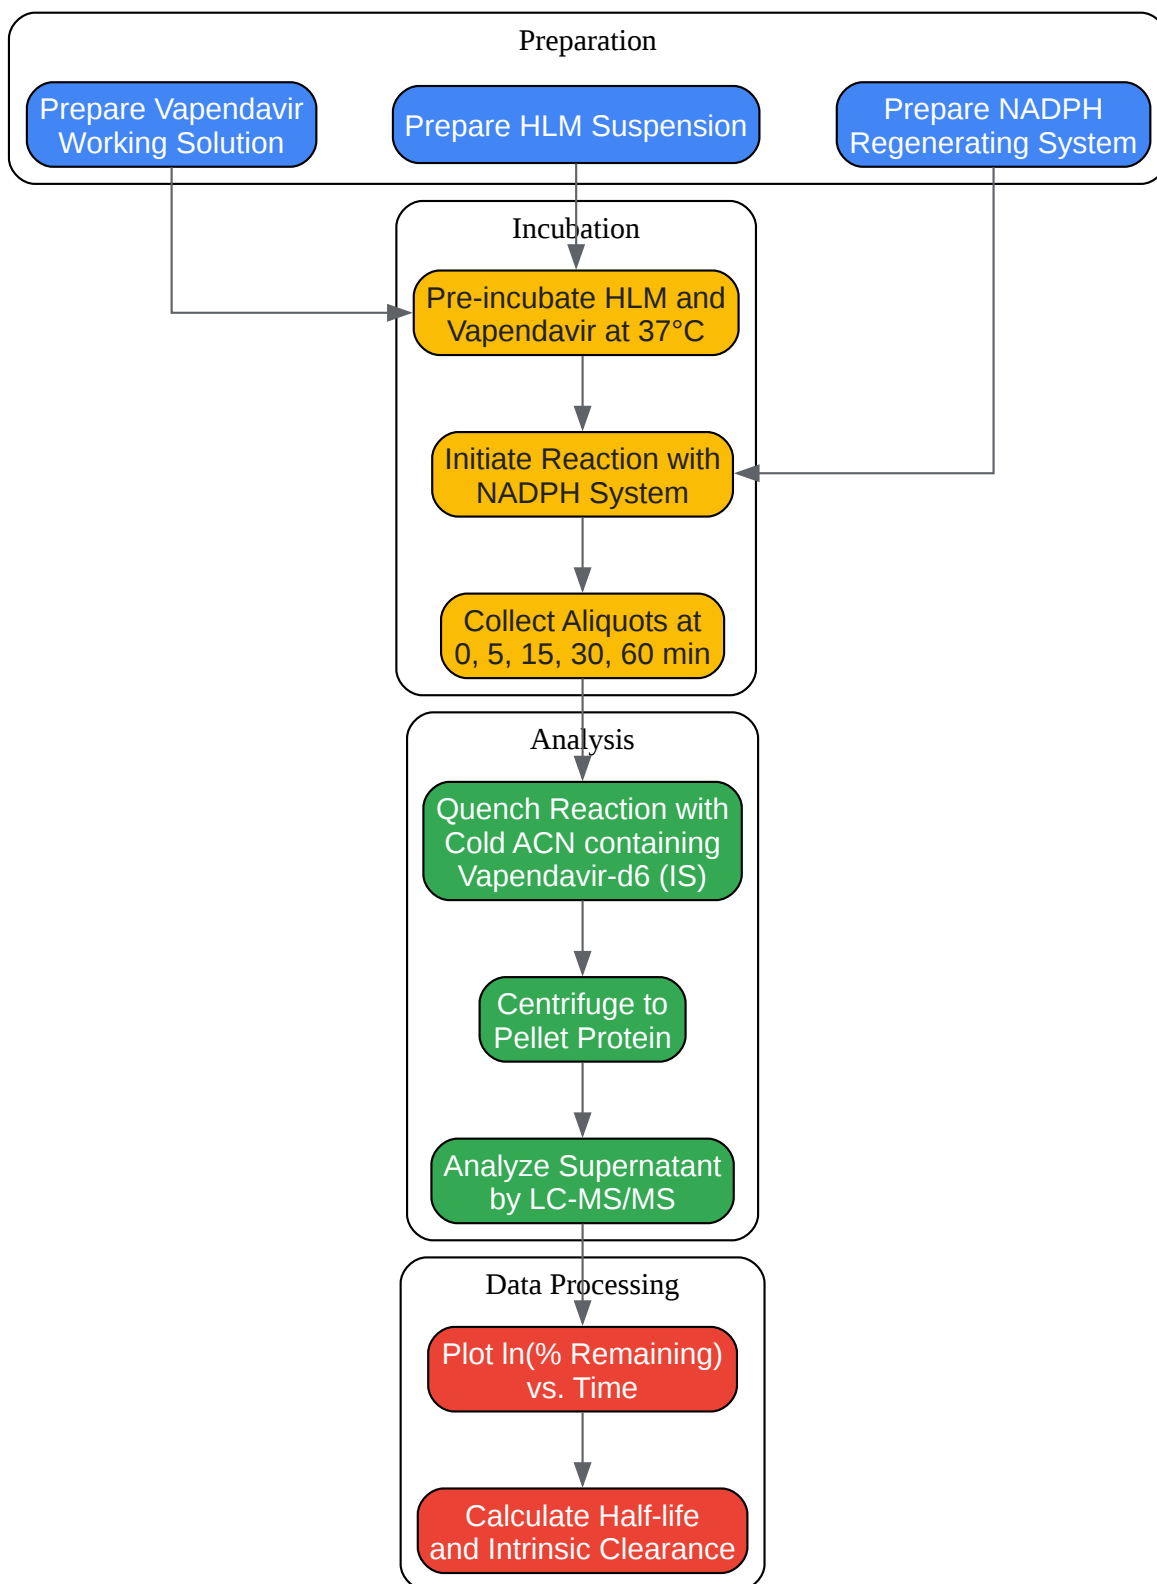 Preparation
Prepare Vapendavir
Working Solution
Prepare HLM Suspension
Prepare NADPH
Regenerating System
Incubation
Pre-incubate HLM and
Vapendavir at 37°C
Initiate Reaction with
NADPH System
Collect Aliquots at
0, 5, 15, 30, 60 min
Analysis
Quench Reaction with
Cold ACN containing
Vapendavir-d6 (IS)
Centrifuge to
Pellet Protein
Analyze Supernatant
by LC-MS/MS
Data Processing
Plot ln(% Remaining)
vs. Time
Calculate Half-life
and Intrinsic Clearance